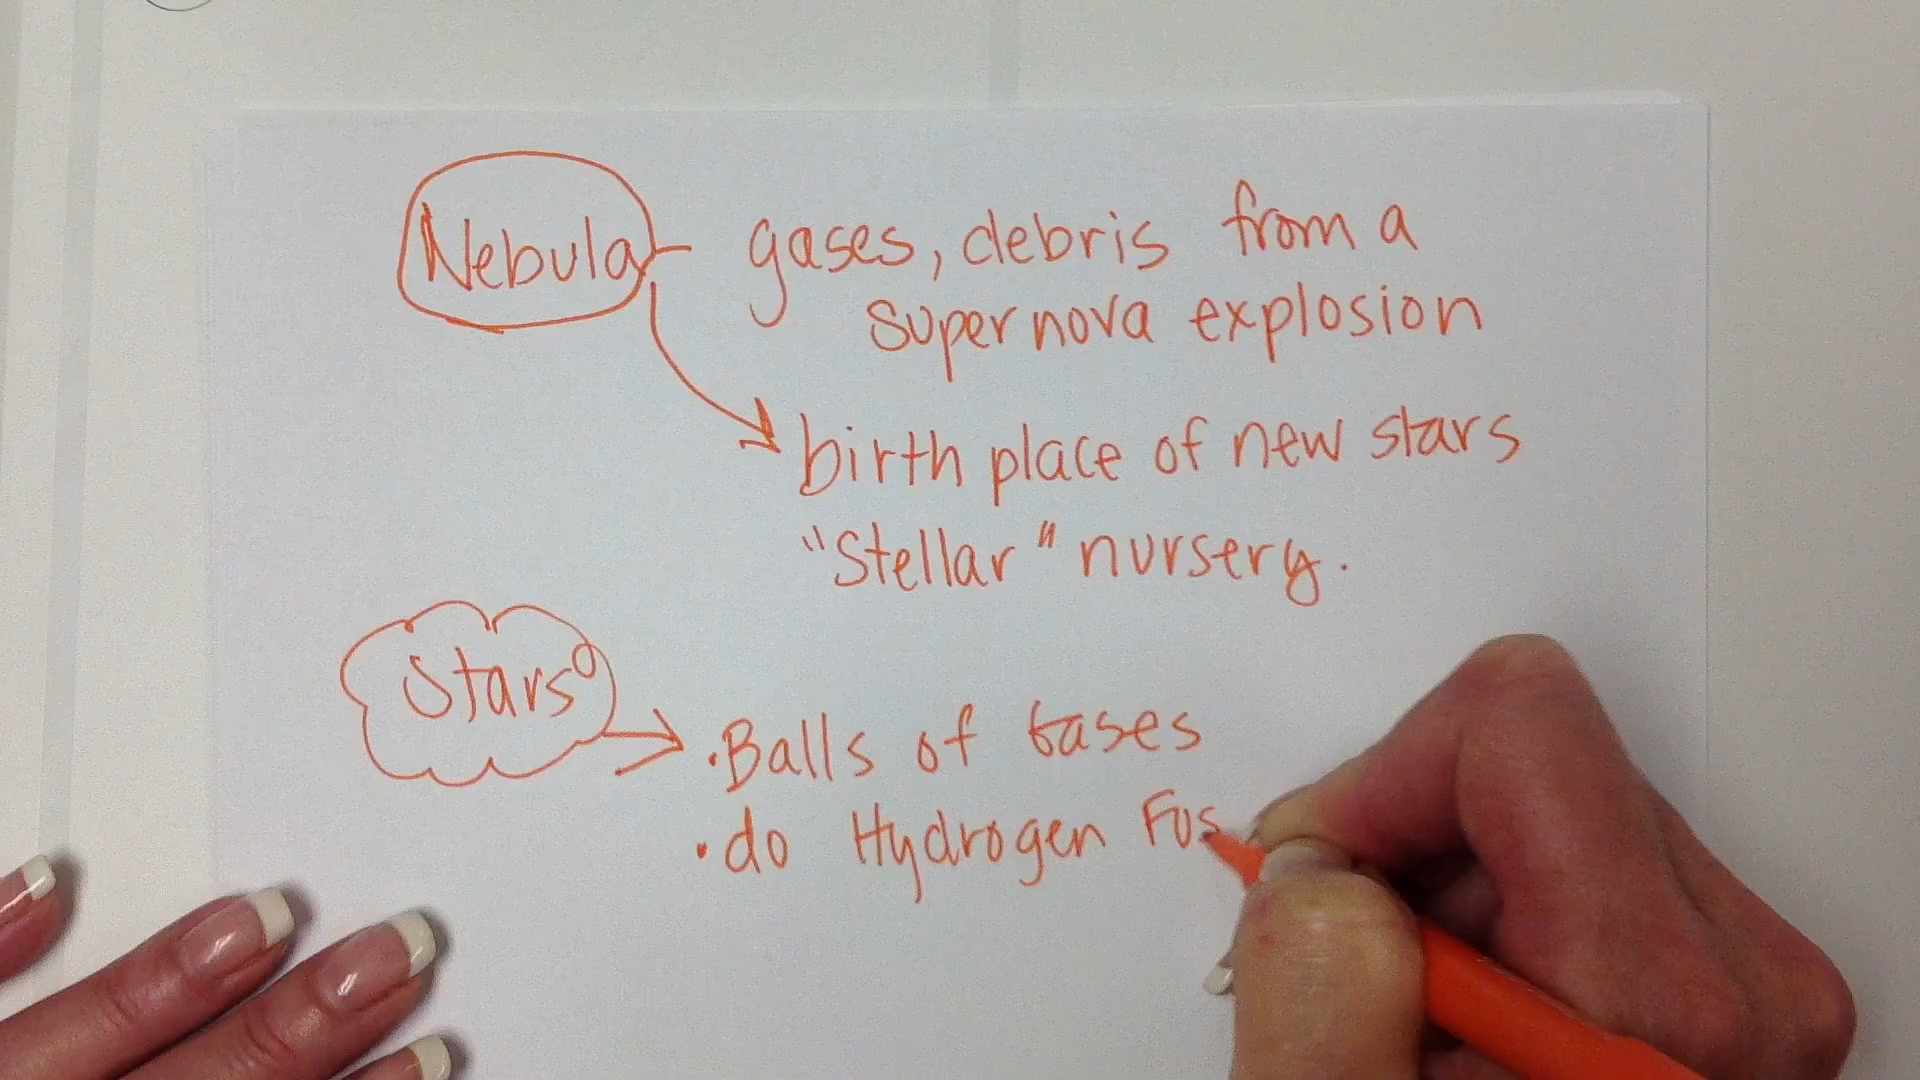 Nebula - gases, debris from a
supernova explosion
birth place of new stars
"Stellar" nursery.
Stars
• Balls of Gases
• do Hydrogen Fus